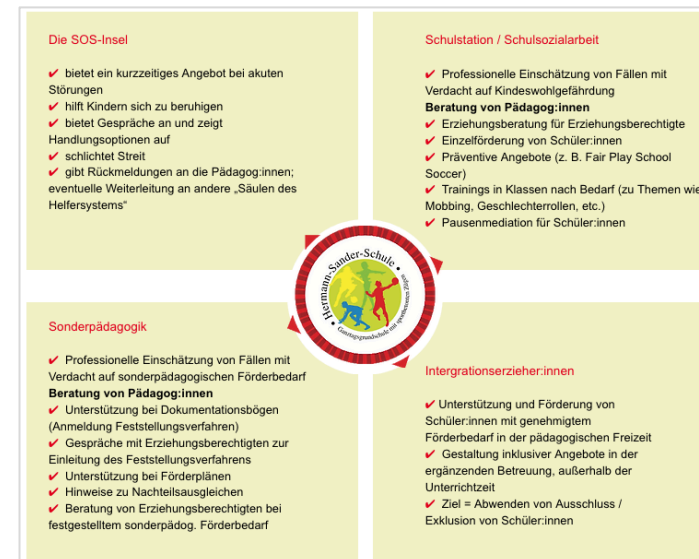 Die SOS-Insel
✔ bietet ein kurzzeitiges Angebot bei akuten
Störungen
✔ hilft Kindern sich zu beruhigen
✔ bietet Gespräche an und zeigt
Handlungsoptionen auf
✔ schlichtet Streit
✔ gibt Rückmeldungen an die Pädagog:innen;
eventuelle Weiterleitung an andere „Säulen des
Helfersystems“
Schulstation / Schulsozialarbeit
✔ Professionelle Einschätzung von Fällen mit
Verdacht auf Kindeswohlgefährdung
Beratung von Pädagog:innen
✔ Erziehungsberatung für Erziehungsberechtigte
✔ Einzelförderung von Schüler:innen
✔ Präventive Angebote (z. B. Fair Play School
Soccer)
✔ Trainings in Klassen nach Bedarf (zu Themen wie
Mobbing, Geschlechterrollen, etc.)
✔ Pausenmediation für Schüler:innen
• Hermann-Sander-Schule •
Ganztagsgrundschule mit sportbetonten Zügen
Sonderpädagogik
✔ Professionelle Einschätzung von Fällen mit
Verdacht auf sonderpädagogischen Förderbedarf
Beratung von Pädagog:innen
✔ Unterstützung bei Dokumentationsbögen
(Anmeldung Feststellungsverfahren)
✔ Gespräche mit Erziehungsberechtigten zur
Einleitung des Feststellungsverfahrens
✔ Unterstützung bei Förderplänen
✔ Hinweise zu Nachteilsausgleichen
✔ Beratung von Erziehungsberechtigten bei
festgestelltem sonderpädog. Förderbedarf
Intergrationserzieher:innen
✔ Unterstützung und Förderung von
Schüler:innen mit genehmigtem
Förderbedarf in der pädagogischen Freizeit
✔ Gestaltung inklusiver Angebote in der
ergänzenden Betreuung, außerhalb der
Unterrichtzeit
✔ Ziel = Abwenden von Ausschluss /
Exklusion von Schüler:innen